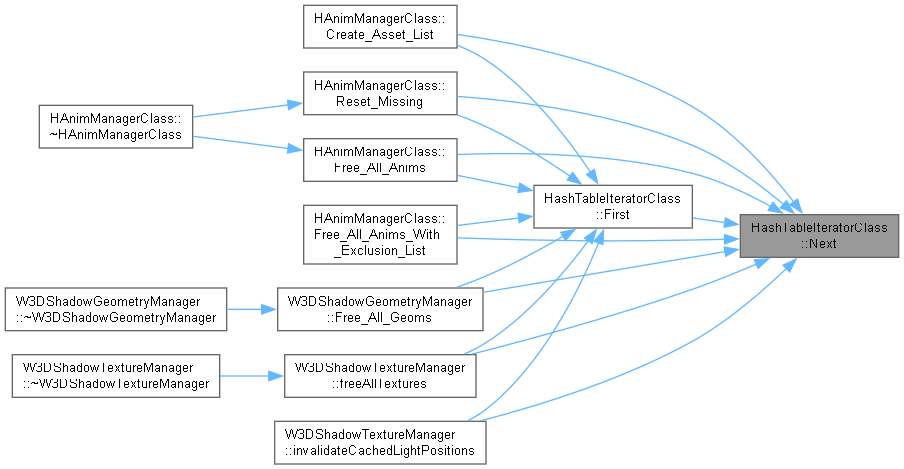 HAnimManagerClass::
Create_Asset_List
HAnimManagerClass::
Reset_Missing
HAnimManagerClass::
~HAnimManagerClass
HAnimManagerClass::
Free_All_Anims
HashTableIteratorClass
::First
HAnimManagerClass::
Free_All_Anims_With
_Exclusion_List
HashTableIteratorClass
::Next
W3DShadowGeometryManager
::~W3DShadowGeometryManager
W3DShadowGeometryManager
::Free_All_Geoms
W3DShadowTextureManager
::~W3DShadowTextureManager
W3DShadowTextureManager
::freeAllTextures
W3DShadowTextureManager
::invalidateCachedLightPositions